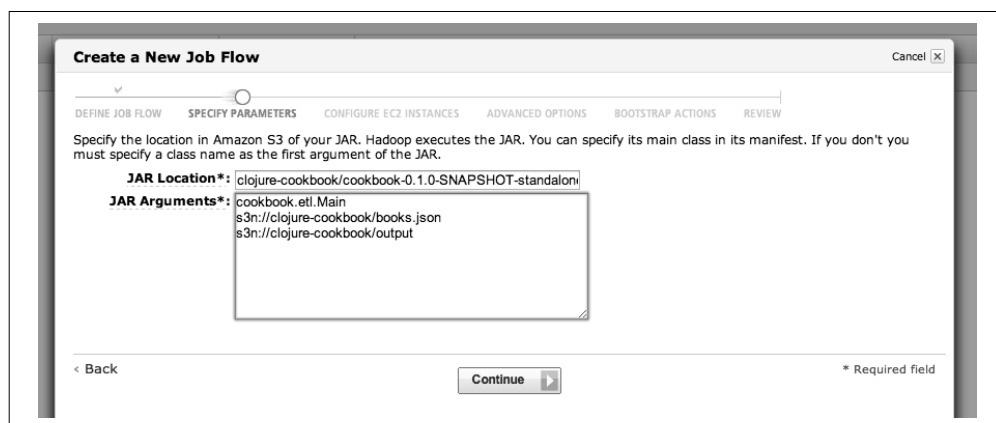 Create a New Job Flow
Cancel
DEFINE JOB FLOW SPECIFY PARAMETERS CONFIGURE EC2 INSTANCES ADVANCED OPTIONS BOOTSTRAP ACTIONS REVIEW
Specify the location in Amazon S3 of your JAR. Hadoop executes the JAR. You can specify its main class in its manifest. If you don't you
must specify a class name as the first argument of the JAR.
JAR Location*: clojure-cookbook/cookbook-0.1.0-SNAPSHOT-standalon
JAR Arguments*: cookbook.etl.Main
s3n://clojure-cookbook/books.json
s3n://clojure-cookbook/output
< Back
Continue
* Required field